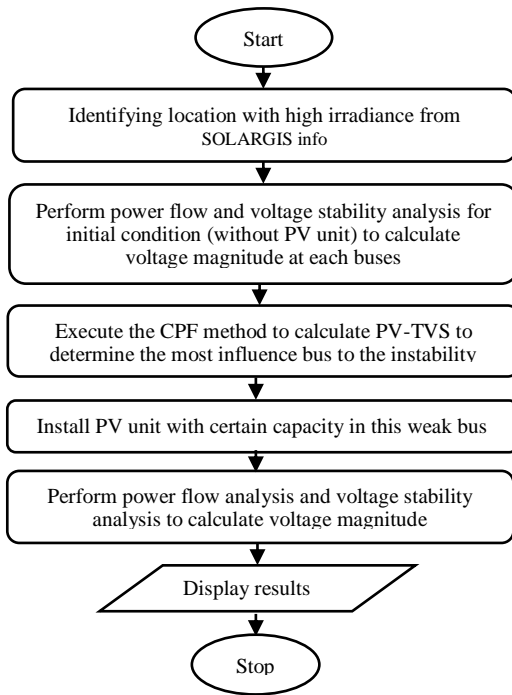 Start
Identifying location with high irradiance from
SOLARGIS info
Perform power flow and voltage stability analysis for
initial condition (without PV unit) to calculate
voltage magnitude at each buses
Execute the CPF method to calculate PV-TVS to
determine the most influence bus to the instability
Install PV unit with certain capacity in this weak bus
Perform power flow analysis and voltage stability
analysis to calculate voltage magnitude
Display results
Stop